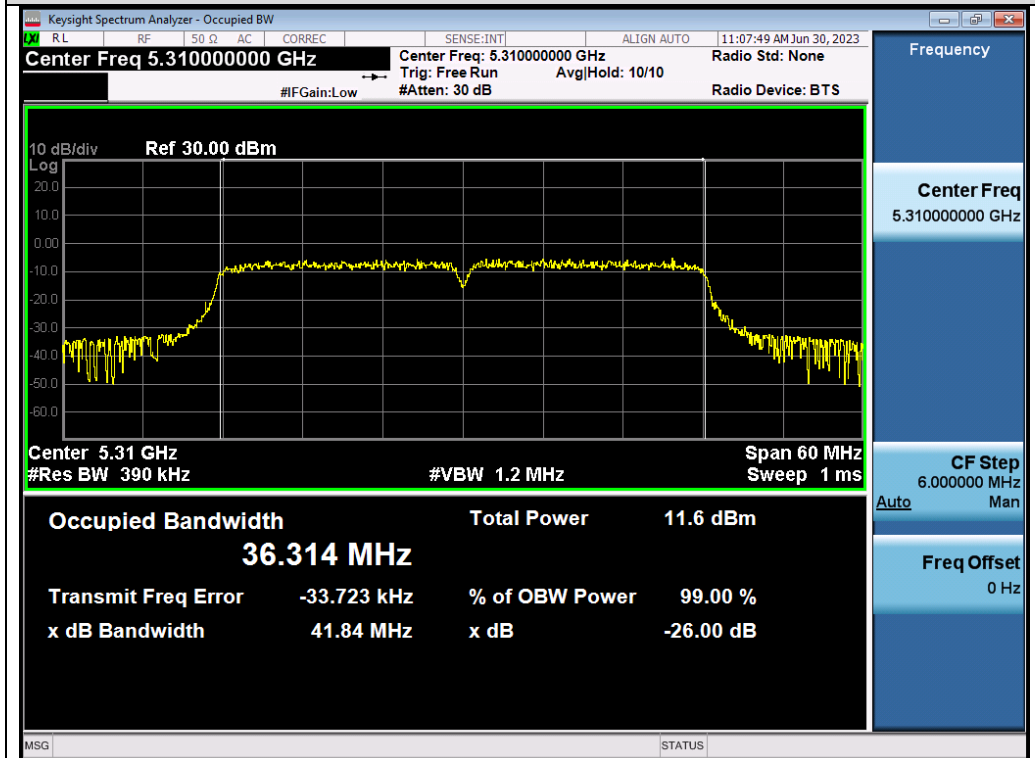 Keysight Spectrum Analyzer - Occupied BW
LXI RL RF 50 Ω AC CORREC SENSE:INT ALIGN AUTO 11:07:49 AM Jun 30, 2023
Center Freq 5.310000000 GHz
Center Freq: 5.310000000 GHz
Radio Std: None
Trig: Free Run Avg|Hold: 10/10
#IFGain:Low #Atten: 30 dB Radio Device: BTS
10 dB/div Ref 30.00 dBm
Log
20.0
10.0
0.00
-10.0
-20.0
-30.0
-40.0
-50.0
-60.0
Center 5.31 GHz Span 60 MHz
#Res BW 390 kHz #VBW 1.2 MHz Sweep 1 ms
Occupied Bandwidth Total Power 11.6 dBm
36.314 MHz
Transmit Freq Error -33.723 kHz % of OBW Power 99.00 %
x dB Bandwidth 41.84 MHz x dB -26.00 dB
MSG STATUS
Frequency
Center Freq
5.310000000 GHz
CF Step
6.000000 MHz
Auto Man
Freq Offset
0 Hz